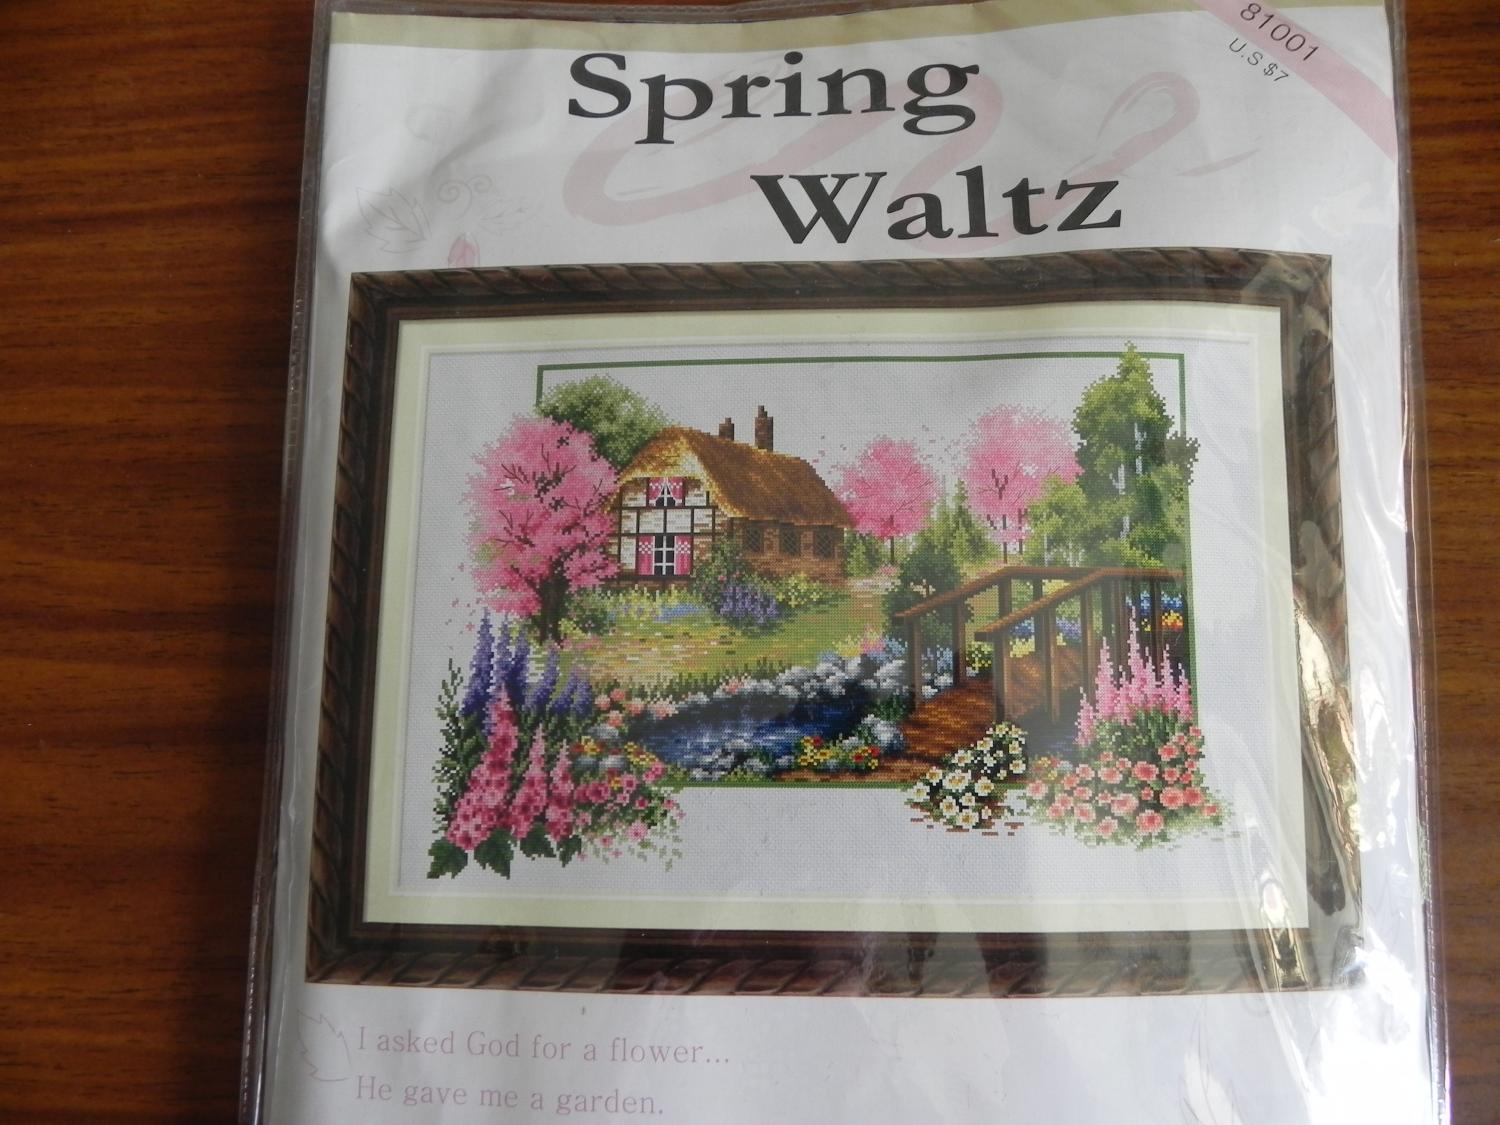 81001
U.S $7
Spring
Waltz
I asked God for a flower...
He gave me a garden.